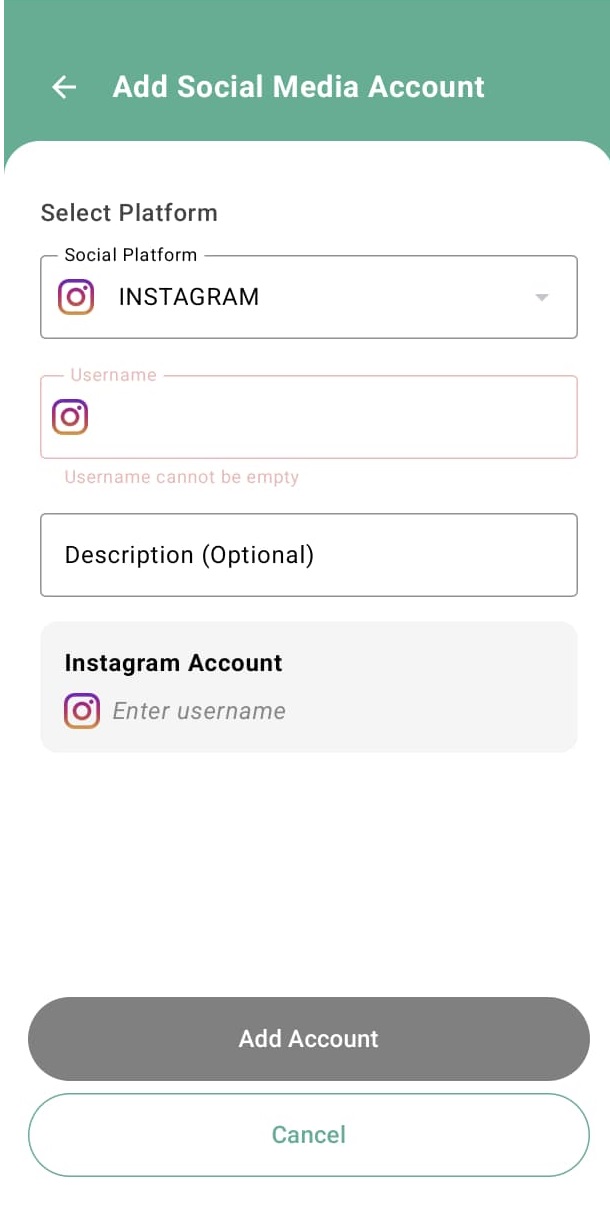 Add Social Media Account
Select Platform
Social Platform
INSTAGRAM
Username
Username cannot be empty
Description (Optional)
Instagram Account
Enter username
Add Account
Cancel